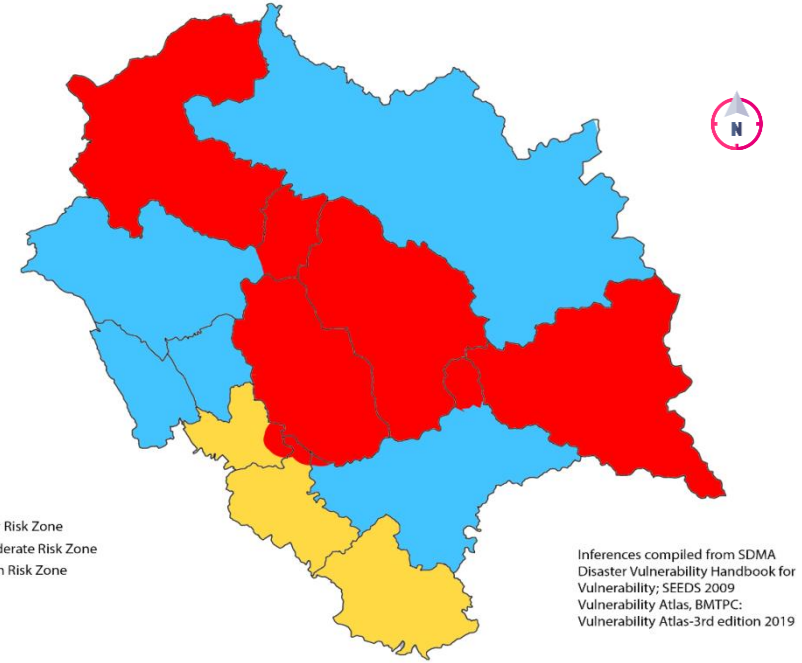 N
Risk Zone
derate Risk Zone
Risk Zone
Inferences compiled from SDMA
Disaster Vulnerability Handbook for
Vulnerability; SEEDS 2009
Vulnerability Atlas, BMTPC:
Vulnerability Atlas-3rd edition 2019